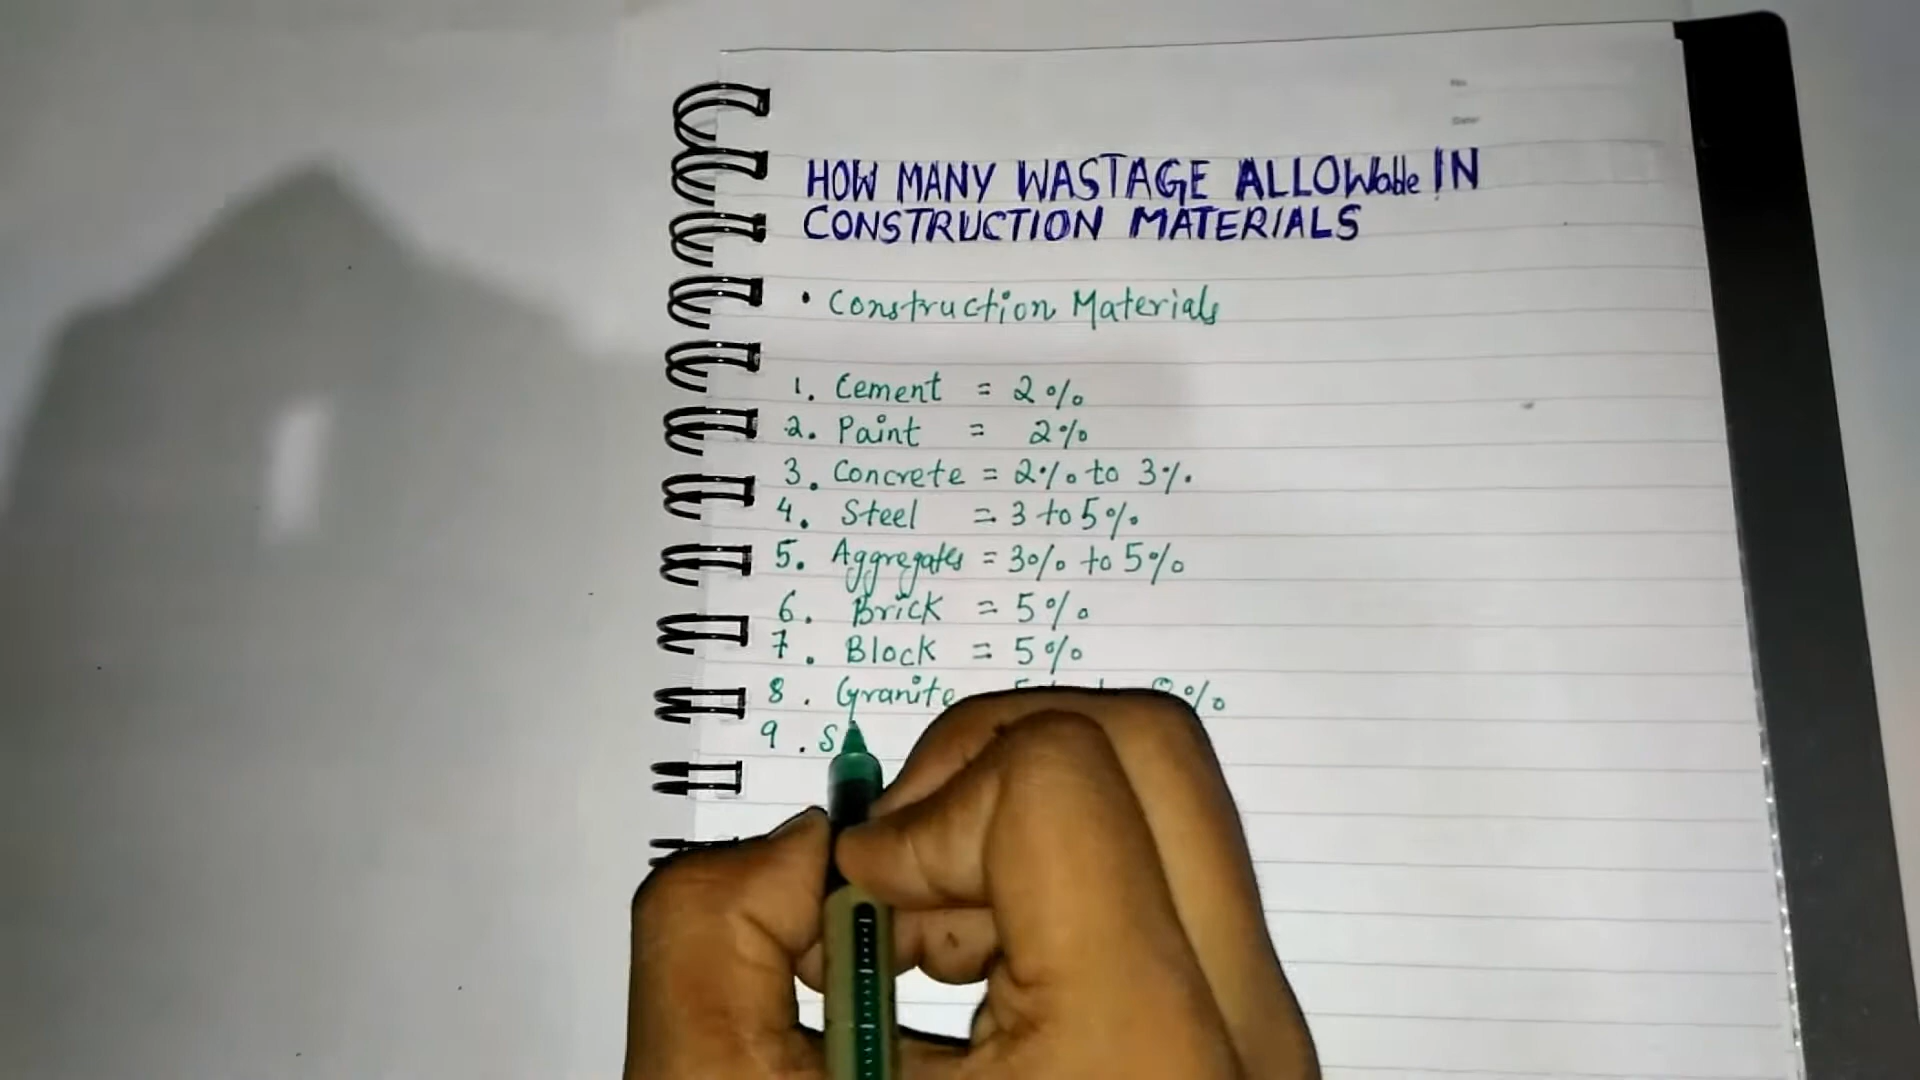 No.
Date:
HOW MANY WASTAGE ALLOWable IN
CONSTRUCTION MATERIALS
• Construction Materials
1. Cement = 2%
2. Paint = 2%
3. Concrete = 2% to 3%.
4. Steel = 3 to 5%
5. Aggregates = 3% to 5%
6. Brick = 5%
7. Block = 5%
8. Granite %
9. S